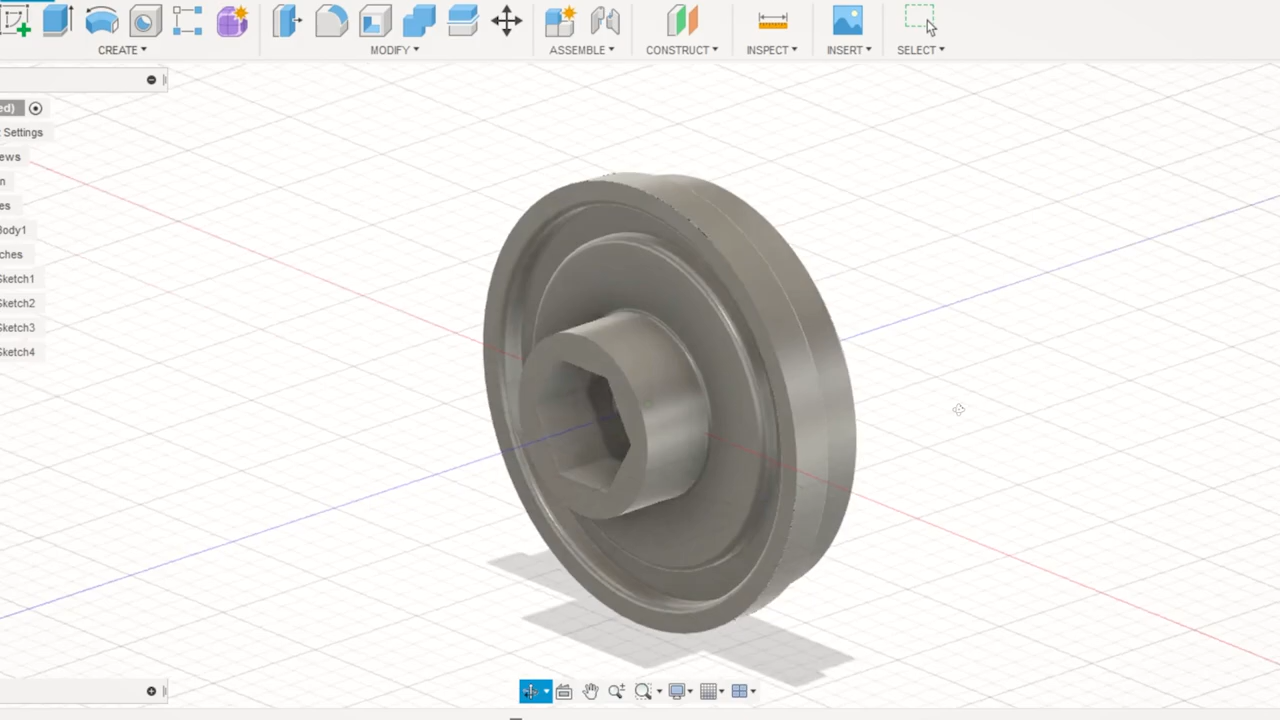 CREATE MODIFY ASSEMBLE CONSTRUCT INSPECT INSERT SELECT
ed)
Settings
ews
n
es
Body1
ches
Sketch1
Sketch2
Sketch3
Sketch4